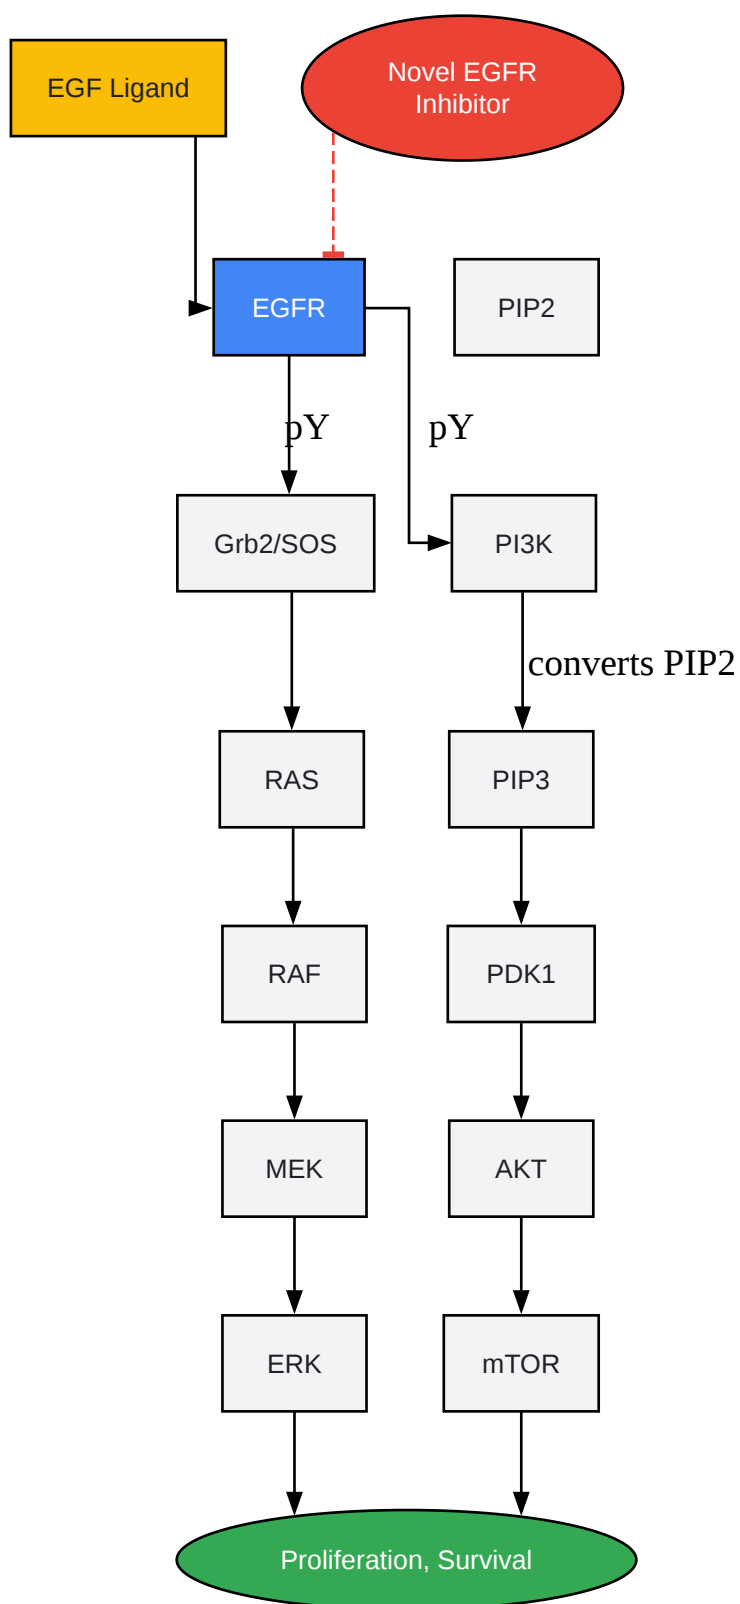 EGF Ligand
Novel EGFR
Inhibitor
EGFR
PIP2
pY
pY
Grb2/SOS
PI3K
converts PIP2
RAS
PIP3
RAF
PDK1
MEK
AKT
ERK
mTOR
Proliferation, Survival